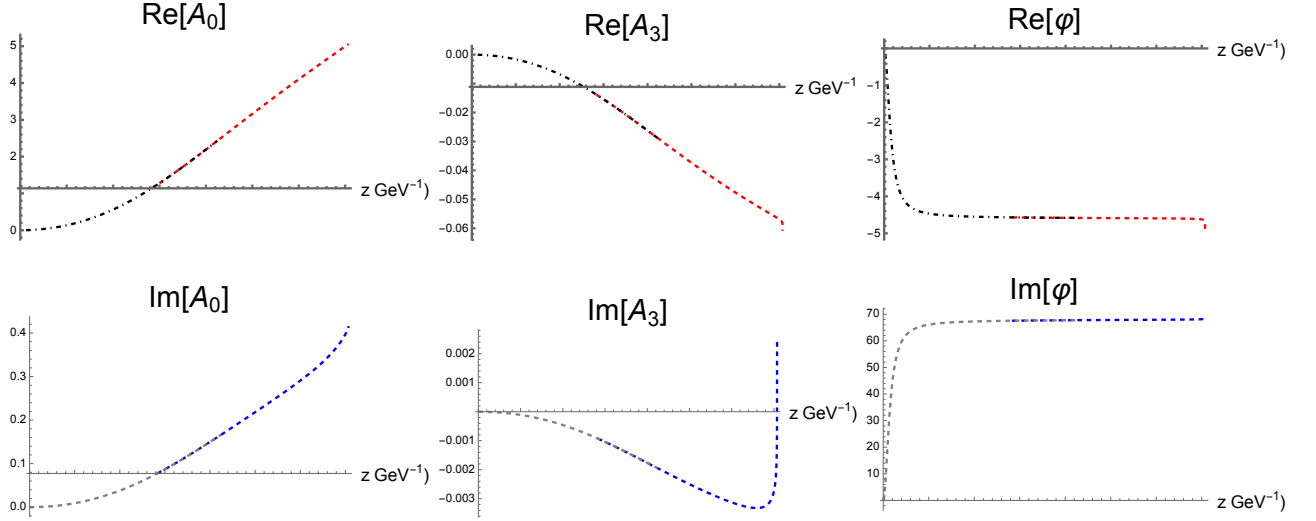 Re[A₀]
5
4
3
2
0
z GeV⁻¹)
Re[A₃]
0.00
−0.02
−0.03
−0.04
−0.05
−0.06
z GeV⁻¹
Re[φ]
−1
−2
−3
−4
−5
z GeV⁻¹)
Im[A₀]
0.4
0.3
0.2
0.1
0.0
z GeV⁻¹)
Im[A₃]
0.002
0.001
−0.001
−0.002
−0.003
z GeV⁻¹)
Im[φ]
70
60
50
40
30
20
10
z GeV⁻¹)